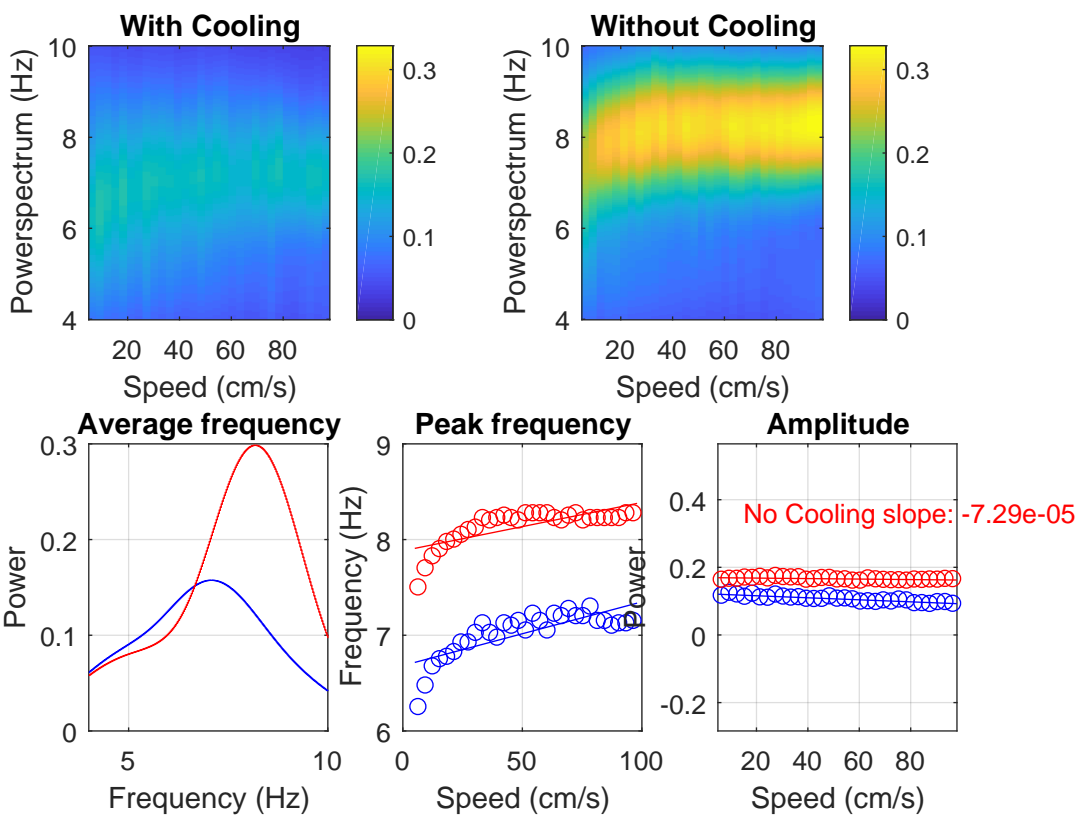 With Cooling
Without Cooling
10
8
6
4
Powerspectrum (Hz)
20 40 60 80
Speed (cm/s)
0.3
0.2
0.1
0
10
8
6
4
Powerspectrum (Hz)
20 40 60 80
Speed (cm/s)
0.3
0.2
0.1
0
Average frequency
0.3
0.2
0.1
0
Power
5 10
Frequency (Hz)
Peak frequency
9
8
7
6
Frequency (Hz)
0 50 100
Speed (cm/s)
Amplitude
0.4
0.2
0
-0.2
Power
No Cooling slope: -7.29e-05
20 40 60 80
Speed (cm/s)